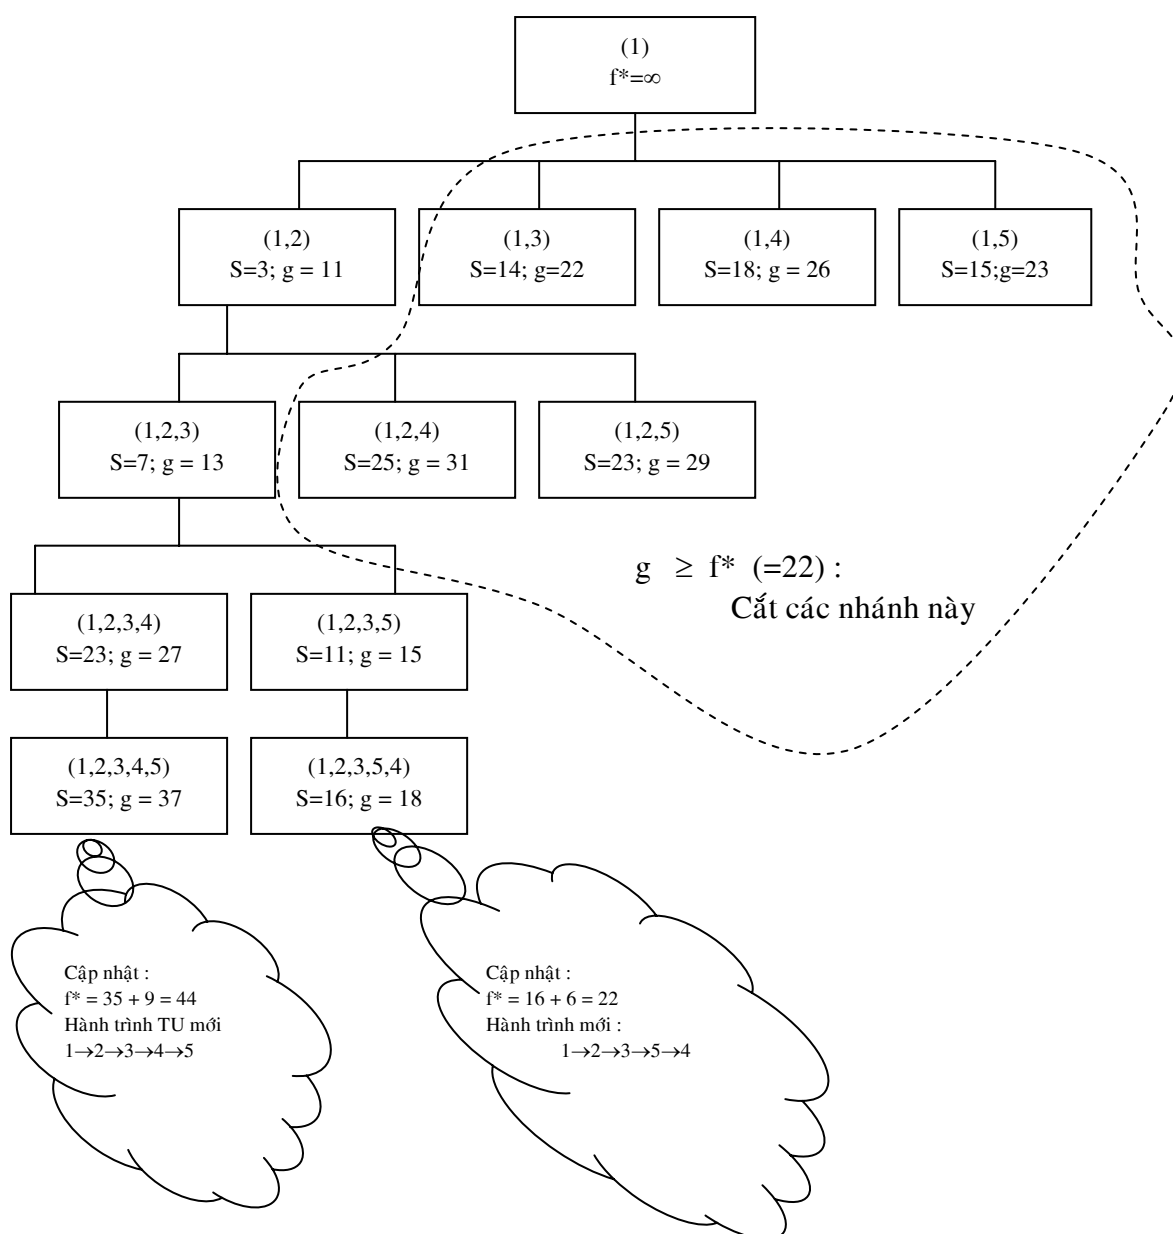 (1)
f*=∞
(1,2)
S=3; g = 11
(1,3)
S=14; g=22
(1,4)
S=18; g = 26
(1,5)
S=15;g=23
(1,2,3)
S=7; g = 13
(1,2,4)
S=25; g = 31
(1,2,5)
S=23; g = 29
g ≥ f* (=22) :
Cắt các nhánh này
(1,2,3,4)
S=23; g = 27
(1,2,3,5)
S=11; g = 15
(1,2,3,4,5)
S=35; g = 37
(1,2,3,5,4)
S=16; g = 18
Cập nhật :
f* = 35 + 9 = 44
Hành trình TU mới
1→2→3→4→5
Cập nhật :
f* = 16 + 6 = 22
Hành trình mới :
1→2→3→5→4